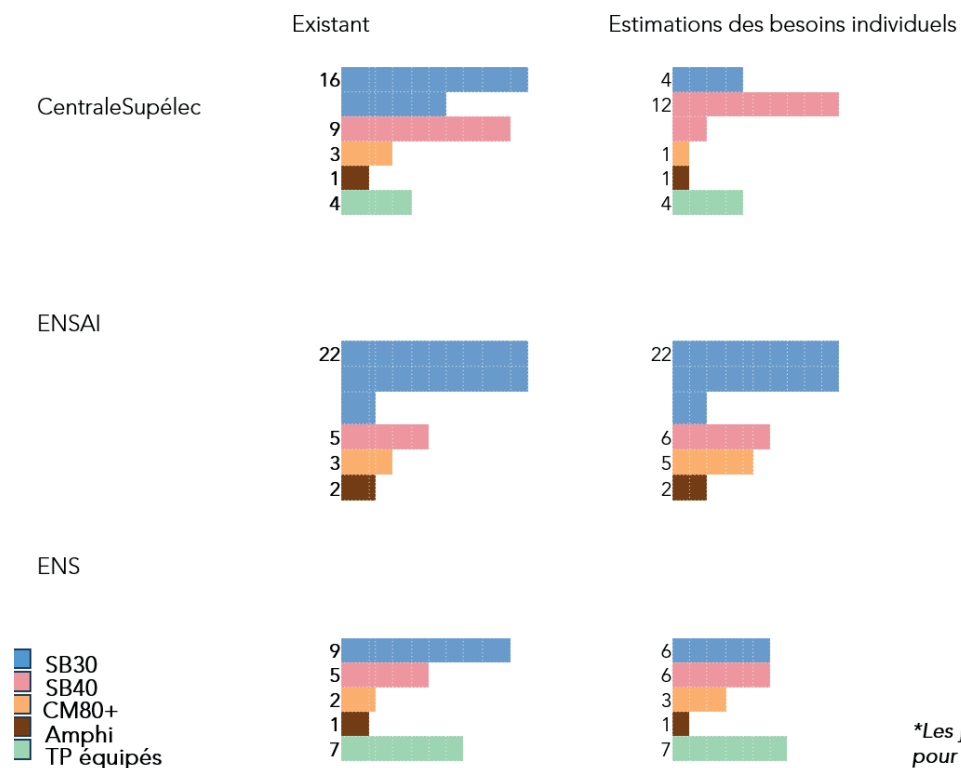 Existant Estimations des besoins individuels
CentraleSupélec
16 4
9 12
3 1
1 1
4 4
ENSAI
22 22
5 6
3 5
2 2
ENS
9 6
5 6
2 3
1 1
7 7
SB30
SB40
CM80+
Amphi
TP équipés
*Les
pour